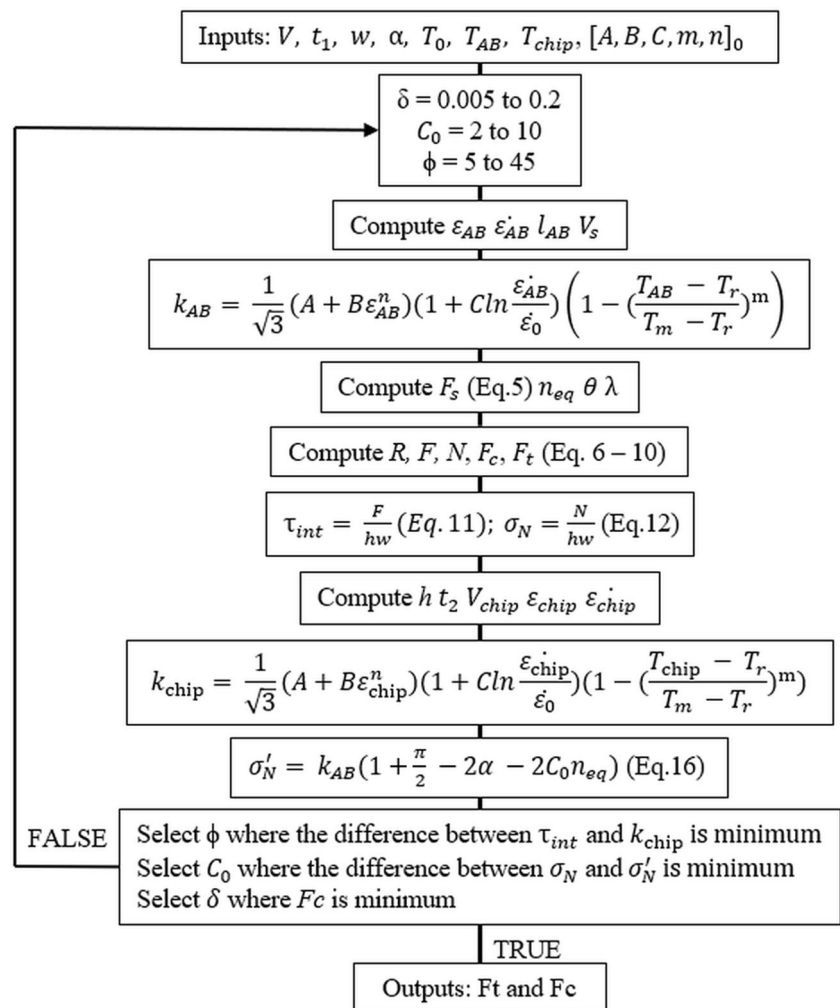 Inputs: V, t₁, w, α, T₀, T_AB, T_chip, [A, B, C, m, n]₀
δ = 0.005 to 0.2
C₀ = 2 to 10
ϕ = 5 to 45
Compute ε_AB ε̇_AB l_AB V_s
k_AB = 1/√3 (A + Bε_AB^n)(1 + Cln ε̇_AB/ε̇₀)(1 − (T_AB − T_r/T_m − T_r)^m)
Compute F_s (Eq.5) n_eq θ λ
Compute R, F, N, F_c, F_t (Eq. 6 – 10)
τ_int = F/hw (Eq. 11); σ_N = N/hw (Eq.12)
Compute h t₂ V_chip ε_chip ε̇_chip
k_chip = 1/√3 (A + Bε_chip^n)(1 + Cln ε̇_chip/ε̇₀)(1 − (T_chip − T_r/T_m − T_r)^m)
σ′_N = k_AB(1 + π/2 − 2α − 2C₀n_eq) (Eq.16)
FALSE
Select ϕ where the difference between τ_int and k_chip is minimum
Select C₀ where the difference between σ_N and σ′_N is minimum
Select δ where Fc is minimum
TRUE
Outputs: Ft and Fc